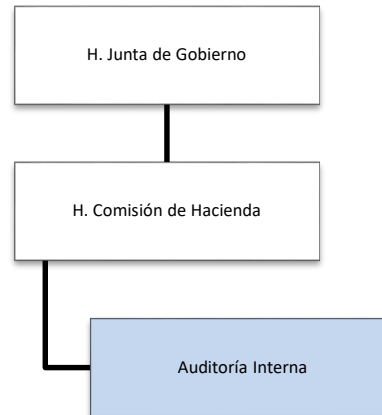 H. Junta de Gobierno
H. Comisión de Hacienda
Auditoría Interna